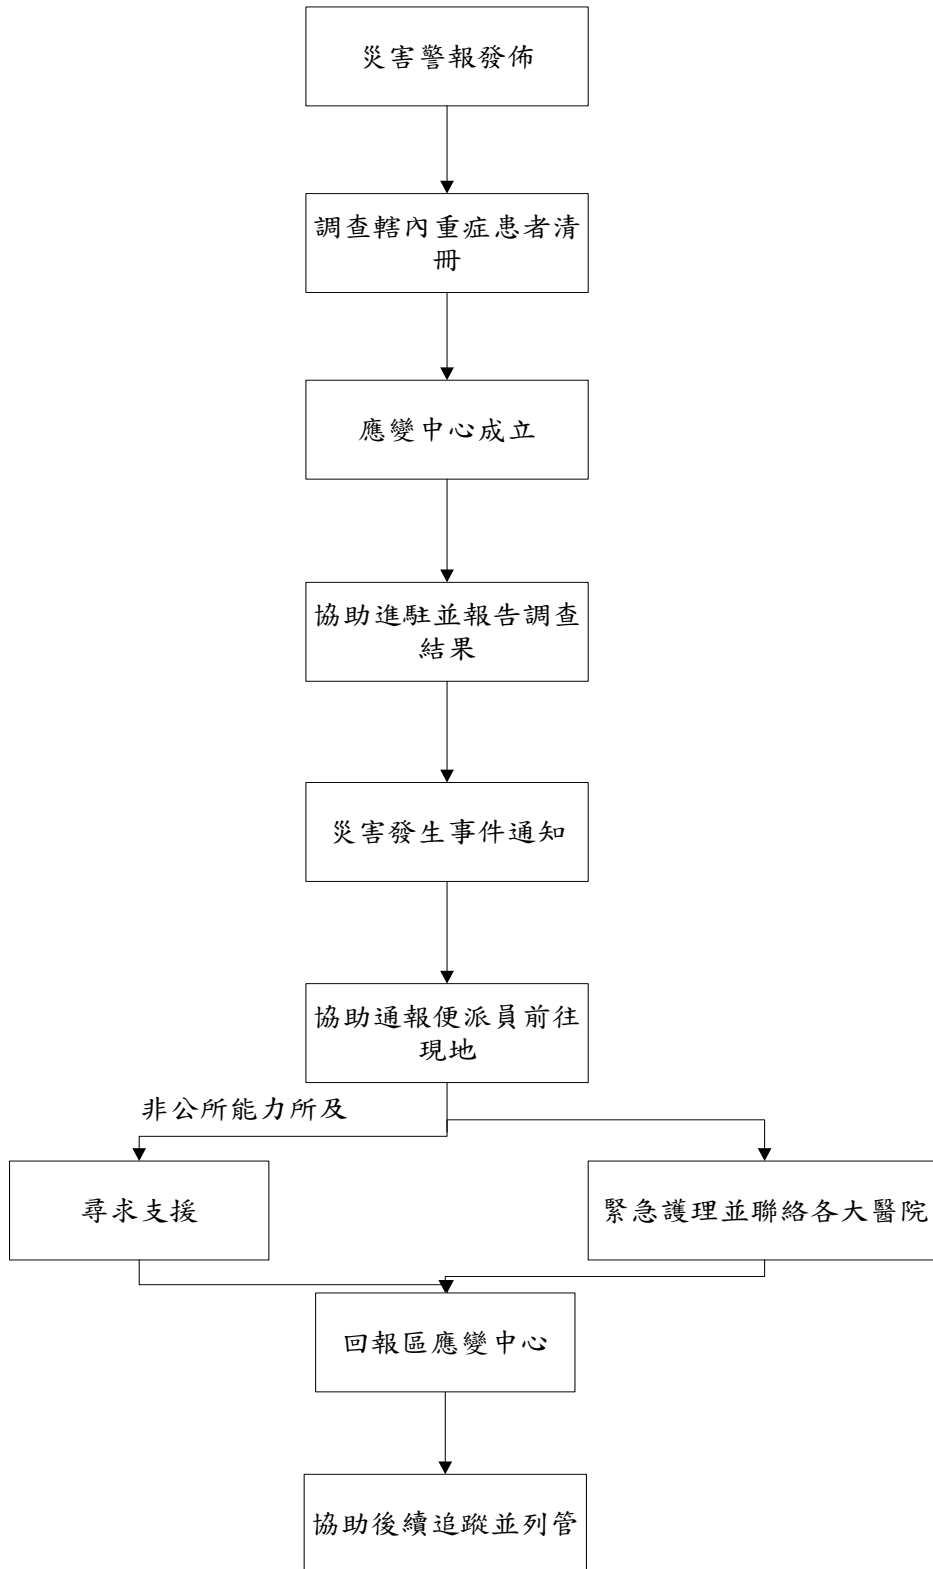 災害警報發佈
調查轄內重症患者清
冊
應變中心成立
協助進駐並報告調查
結果
災害發生事件通知
協助通報便派員前往
現地
非公所能力所及
尋求支援
緊急護理並聯絡各大醫院
回報區應變中心
協助後續追蹤並列管